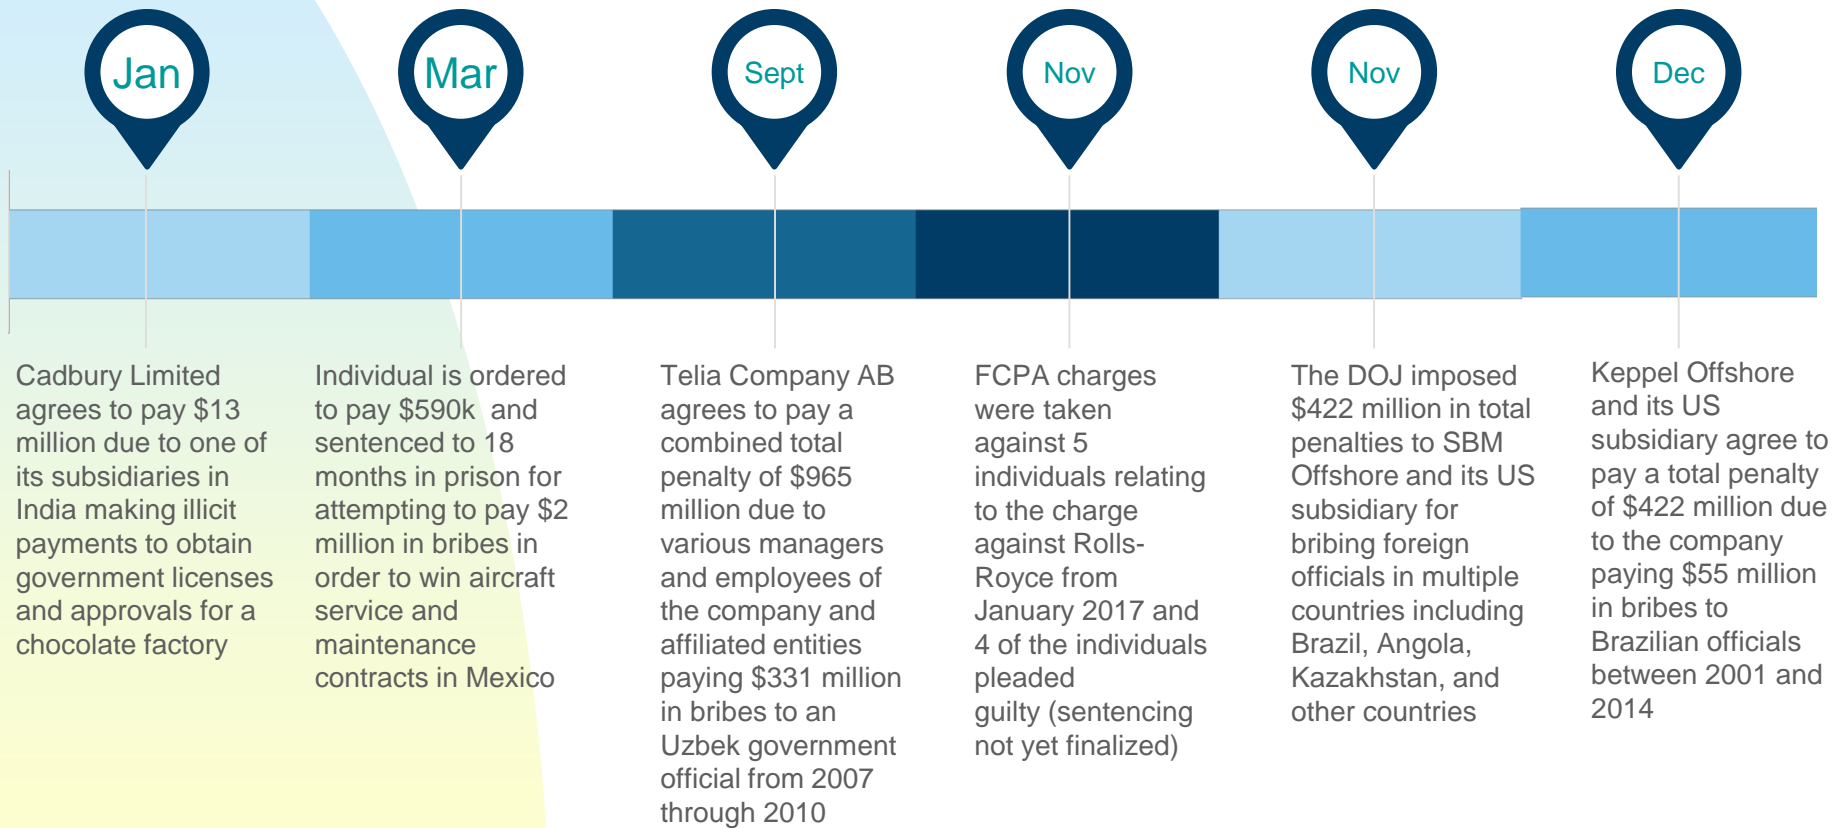 Jan
Mar
Sept
Nov
Nov
Dec
Cadbury Limited
agrees to pay $13
million due to one of
its subsidiaries in
India making illicit
payments to obtain
government licenses
and approvals for a
chocolate factory
Individual is ordered
to pay $590k and
sentenced to 18
months in prison for
attempting to pay $2
million in bribes in
order to win aircraft
service and
maintenance
contracts in Mexico
Telia Company AB
agrees to pay a
combined total
penalty of $965
million due to
various managers
and employees of
the company and
affiliated entities
paying $331 million
in bribes to an
Uzbek government
official from 2007
through 2010
FCPA charges
were taken
against 5
individuals relating
to the charge
against Rolls-
Royce from
January 2017 and
4 of the individuals
pleaded
guilty (sentencing
not yet finalized)
The DOJ imposed
$422 million in total
penalties to SBM
Offshore and its US
subsidiary for
bribing foreign
officials in multiple
countries including
Brazil, Angola,
Kazakhstan, and
other countries
Keppel Offshore
and its US
subsidiary agree to
pay a total penalty
of $422 million due
to the company
paying $55 million
in bribes to
Brazilian officials
between 2001 and
2014